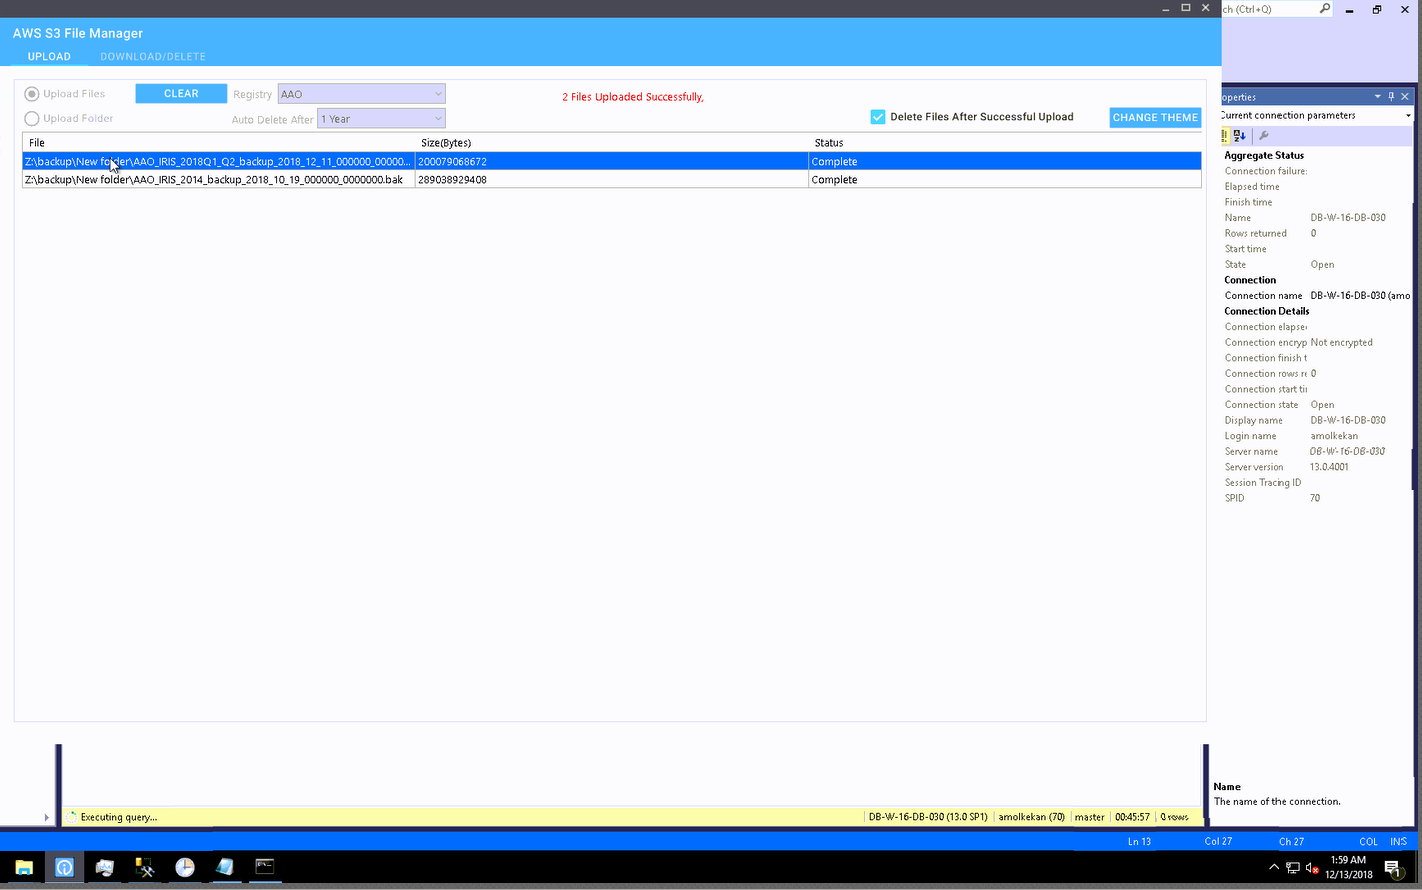 ch (Ctrl+Q)
AWS S3 File Manager
UPLOAD DOWNLOAD/DELETE
Upload Files CLEAR Registry AAO
2 Files Uploaded Successfully,
Upload Folder Auto Delete After 1 Year
Delete Files After Successful Upload CHANGE THEME
File Size(Bytes) Status
Z:\backup\New folder\AAO_IRIS_2018Q1_Q2_backup_2018_12_11_000000_00000... 200079068672 Complete
Z:\backup\New folder\AAO_IRIS_2014_backup_2018_10_19_000000_0000000.bak 289038929408 Complete
operties
Current connection parameters
Aggregate Status
Connection failure:
Elapsed time
Finish time
Name DB-W-16-DB-030
Rows returned 0
Start time
State Open
Connection
Connection name DB-W-16-DB-030 (amo
Connection Details
Connection elapse
Connection encryp Not encrypted
Connection finish t
Connection rows re 0
Connection start ti
Connection state Open
Display name DB-W-16-DB-030
Login name amolkekan
Server name DB-W-16-DB-030
Server version 13.0.4001
Session Tracing ID
SPID 70
Name
The name of the connection.
Executing query... DB-W-16-DB-030 (13.0 SP1) amolkekan (70) master 00:45:57 0 rows
Ln 13 Col 27 Ch 27 COL INS
1:59 AM
12/13/2018
1